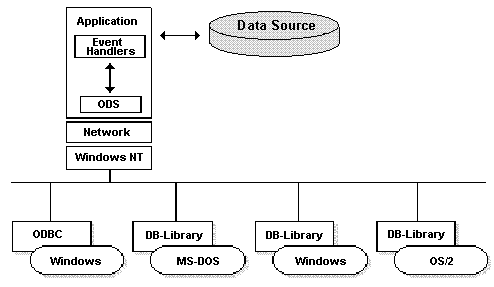 Application
Data Source
Event
Handlers
ODS
Network
Windows NT
ODBC
Windows
DB-Library
MS-DOS
DB-Library
Windows
DB-Library
OS/2